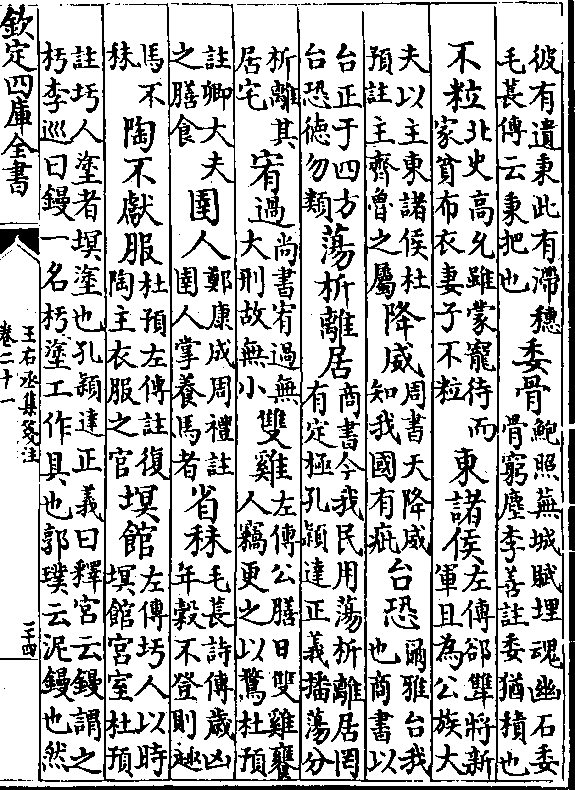 彼有遺秉此有滯穗
毛萇傳云秉把也
委骨
鮑照蕪城賦埋魂幽石委
骨窮塵李善註委猶積也
不粒
北史高允雖蒙寵待而
家貧布衣妻子不粒
東諸侯
左傳郤犨將新
軍且為公族大
夫以主東諸侯杜
預註主齊魯之屬
降威
周書天降威
知我國有疵
台恐
爾雅台我
也商書以
台正于四方
台恐德勿類
蕩析離居
商書今我民用蕩析離居罔
有定極孔穎達正義播蕩分
析離其
居宅
宥過
尚書宥過無
大刑故無小
雙雞
左傳公膳日雙雞饔
人竊更之以鶩杜預
註卿大夫
之膳食
圉人
鄭康成周禮註
圉人掌養馬者
省秣
毛萇詩傳歲凶
年穀不登則趣
馬不
秣
陶不獻服
杜預左傳註復
陶主衣服之官
塓館
左傳圬人以時
塓館宮室杜預
註圬人塗者塓塗也孔穎達正義曰釋宮云鏝謂之
朽李巡曰鏝一名朽塗工作具也郭璞云泥鏝也然
欽定四庫全書
王右丞集箋注
卷二十一
二十四